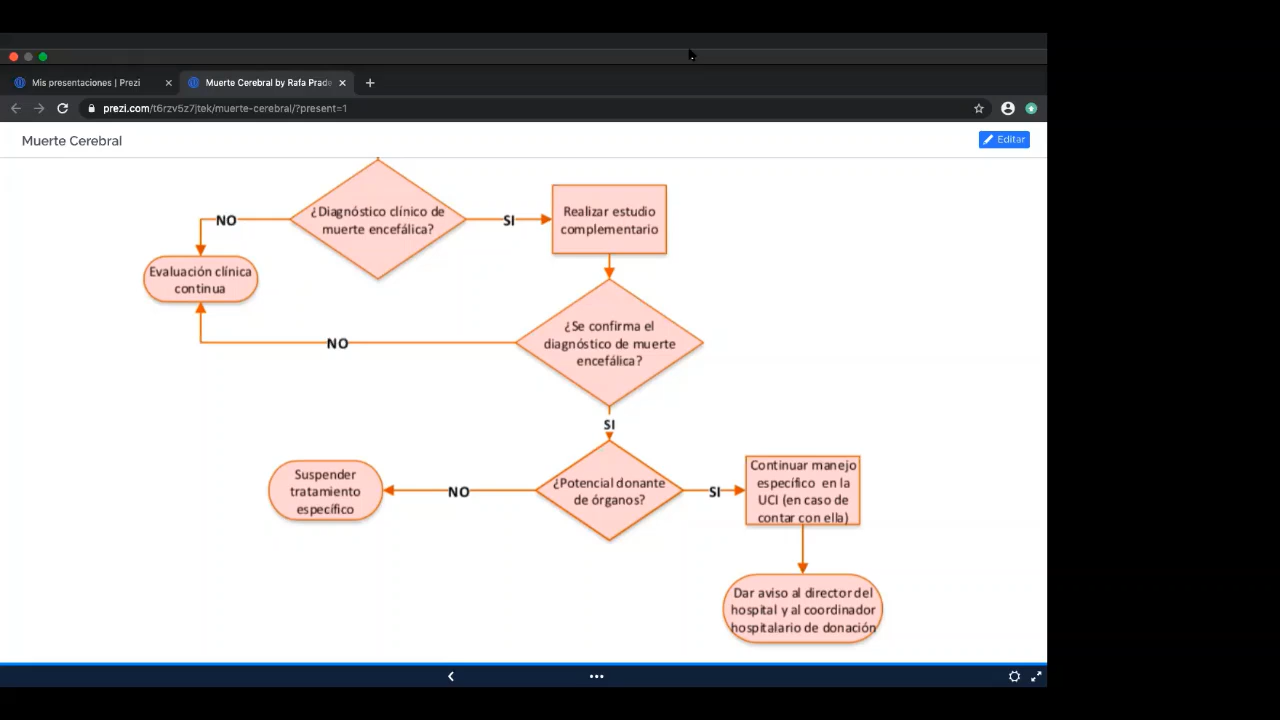 Mis presentaciones | Prezi
Muerte Cerebral by Rafa Prade
prezi.com/t6rzv5z7jtek/muerte-cerebral/?present=1
Muerte Cerebral
Editar
¿Diagnóstico clínico de
muerte encefálica?
NO
SI
Realizar estudio
complementario
Evaluación clínica
continua
¿Se confirma el
diagnóstico de muerte
encefálica?
NO
SI
¿Potencial donante
de órganos?
NO
SI
Suspender
tratamiento
específico
Continuar manejo
específico en la
UCI (en caso de
contar con ella)
Dar aviso al director del
hospital y al coordinador
hospitalario de donación